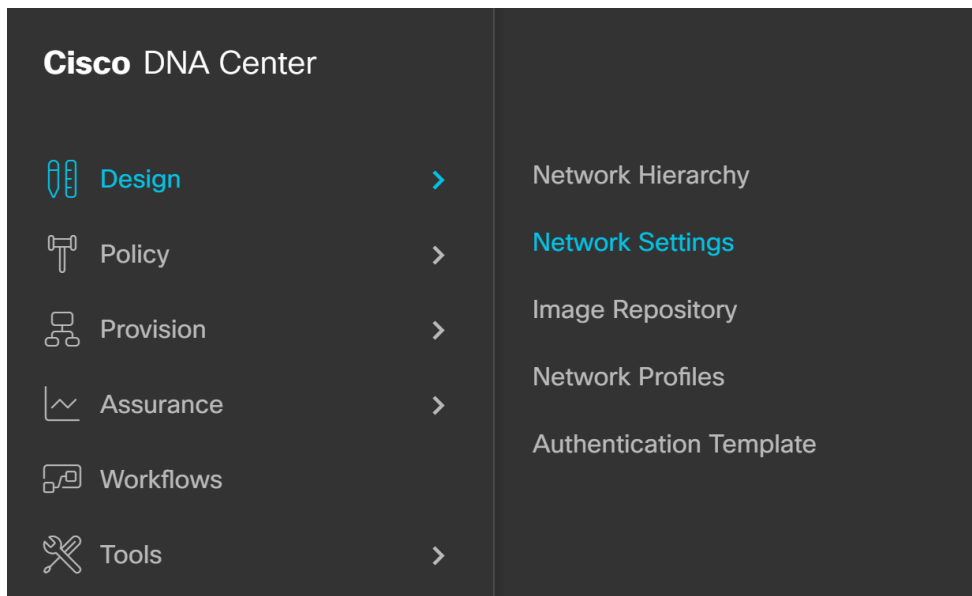 Cisco DNA Center
Design
Policy
Provision
Assurance
Workflows
Tools
Network Hierarchy
Network Settings
Image Repository
Network Profiles
Authentication Template